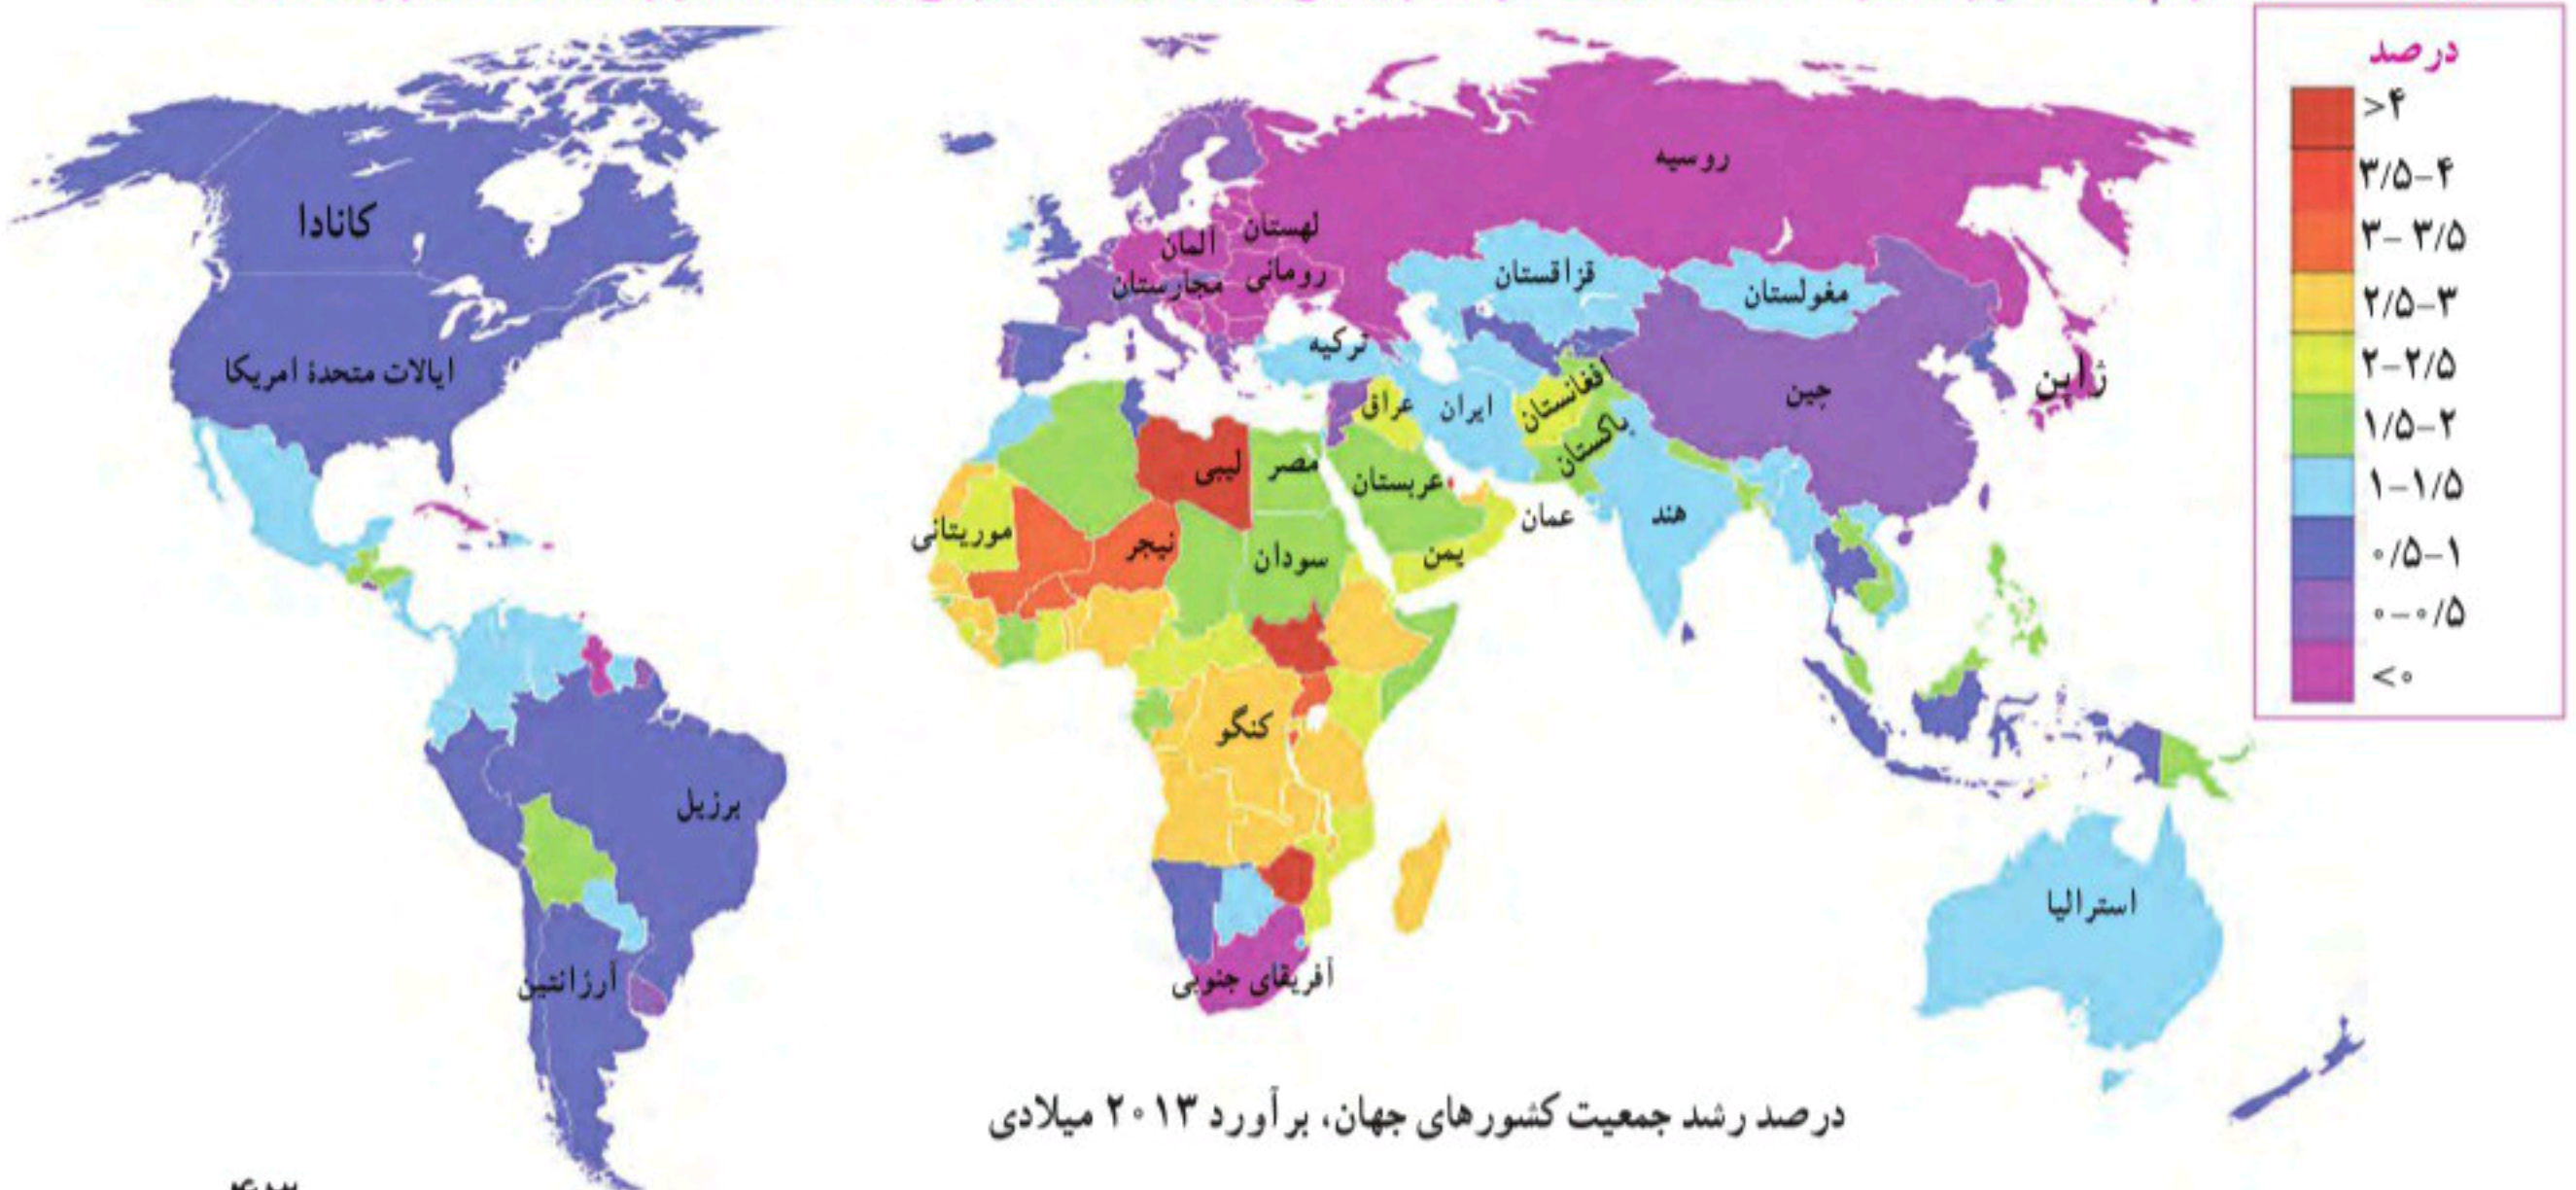 درصد
>۴
۳/۵–۴
۳–۳/۵
۲/۵–۳
۲–۲/۵
۱/۵–۲
۱–۱/۵
۰/۵–۱
۰–۰/۵
<۰
روسیه
کانادا
لهستان
آلمان
رومانی
مجارستان
قزاقستان
مغولستان
ترکیه
ایالات متحدهٔ امریکا
ژاپن
چین
افغانستان
ایران
عراق
پاکستان
لیبی
مصر
عربستان
عمان
هند
موریتانی
نیجر
سودان
یمن
کنگو
برزیل
استرالیا
آرژانتین
آفریقای جنوبی
درصد رشد جمعیت کشورهای جهان، برآورد ۲۰۱۳ میلادی